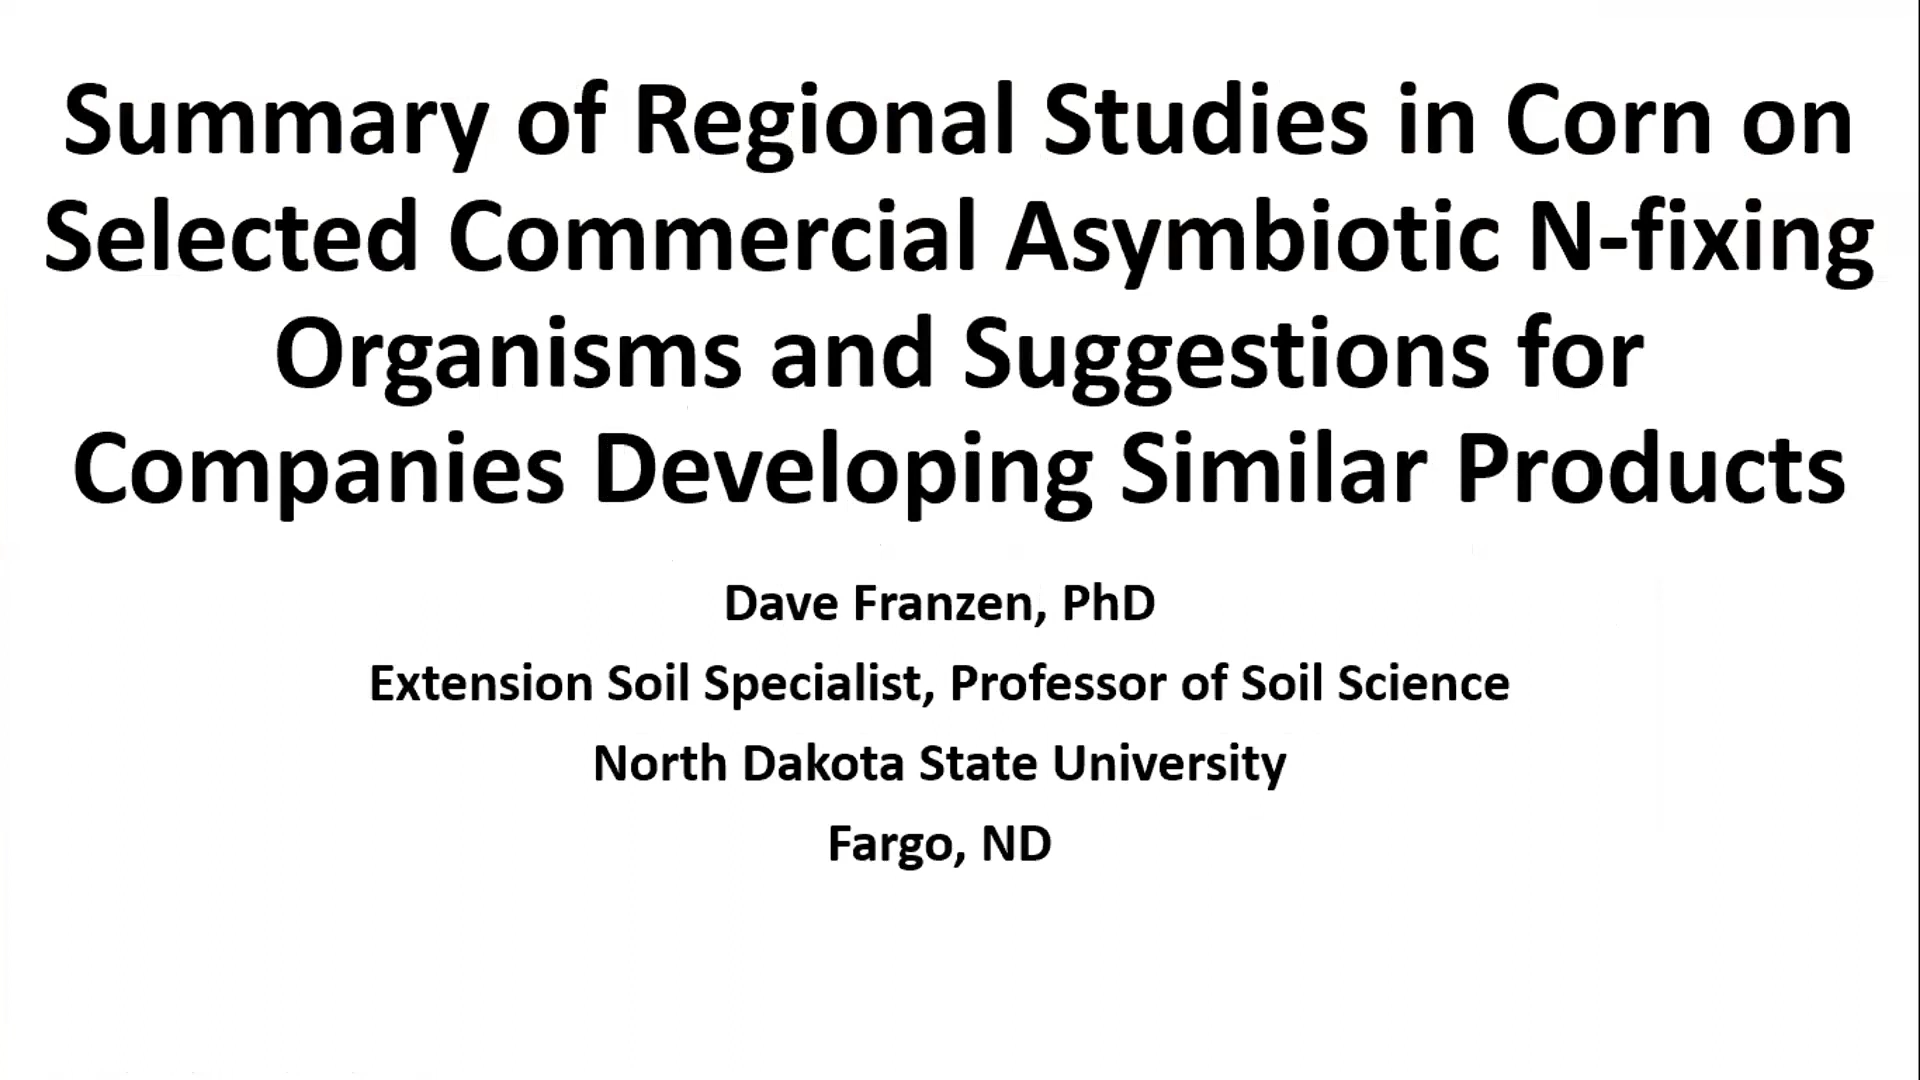 Summary of Regional Studies in Corn on
Selected Commercial Asymbiotic N-fixing
Organisms and Suggestions for
Companies Developing Similar Products
Dave Franzen, PhD
Extension Soil Specialist, Professor of Soil Science
North Dakota State University
Fargo, ND